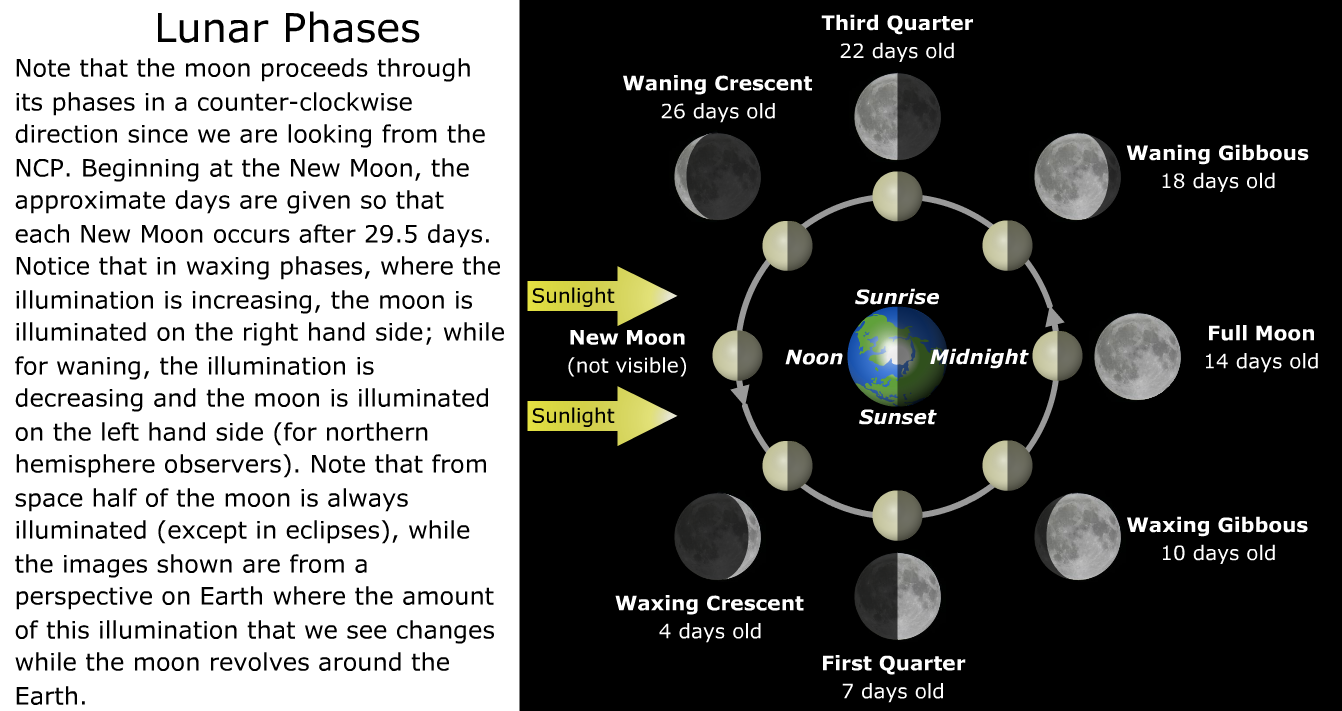 Lunar Phases
Note that the moon proceeds through
its phases in a counter-clockwise
direction since we are looking from the
NCP. Beginning at the New Moon, the
approximate days are given so that
each New Moon occurs after 29.5 days.
Notice that in waxing phases, where the
illumination is increasing, the moon is
illuminated on the right hand side; while
for waning, the illumination is
decreasing and the moon is illuminated
on the left hand side (for northern
hemisphere observers). Note that from
space half of the moon is always
illuminated (except in eclipses), while
the images shown are from a
perspective on Earth where the amount
of this illumination that we see changes
while the moon revolves around the
Earth.
Third Quarter
22 days old
Waning Crescent
26 days old
Waning Gibbous
18 days old
Sunlight
Sunrise
New Moon
(not visible)
Noon
Midnight
Full Moon
14 days old
Sunlight
Sunset
Waxing Gibbous
10 days old
Waxing Crescent
4 days old
First Quarter
7 days old